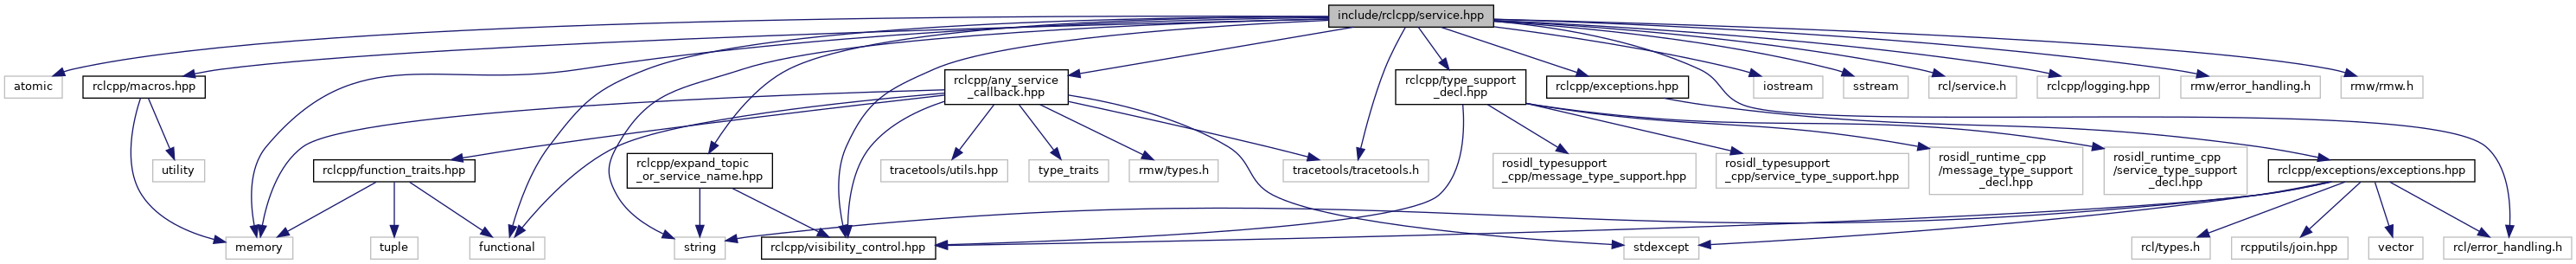 include/rclcpp/service.hpp
atomic
rclcpp/macros.hpp
rclcpp/any_service
_callback.hpp
rclcpp/type_support
_decl.hpp
rclcpp/exceptions.hpp
iostream
sstream
rcl/service.h
rclcpp/logging.hpp
rmw/error_handling.h
rmw/rmw.h
utility
rclcpp/function_traits.hpp
rclcpp/expand_topic
_or_service_name.hpp
tracetools/utils.hpp
type_traits
rmw/types.h
tracetools/tracetools.h
rosidl_typesupport
_cpp/message_type_support.hpp
rosidl_typesupport
_cpp/service_type_support.hpp
rosidl_runtime_cpp
/message_type_support
_decl.hpp
rosidl_runtime_cpp
/service_type_support
_decl.hpp
rclcpp/exceptions/exceptions.hpp
memory
tuple
functional
string
rclcpp/visibility_control.hpp
stdexcept
rcl/types.h
rcpputils/join.hpp
vector
rcl/error_handling.h